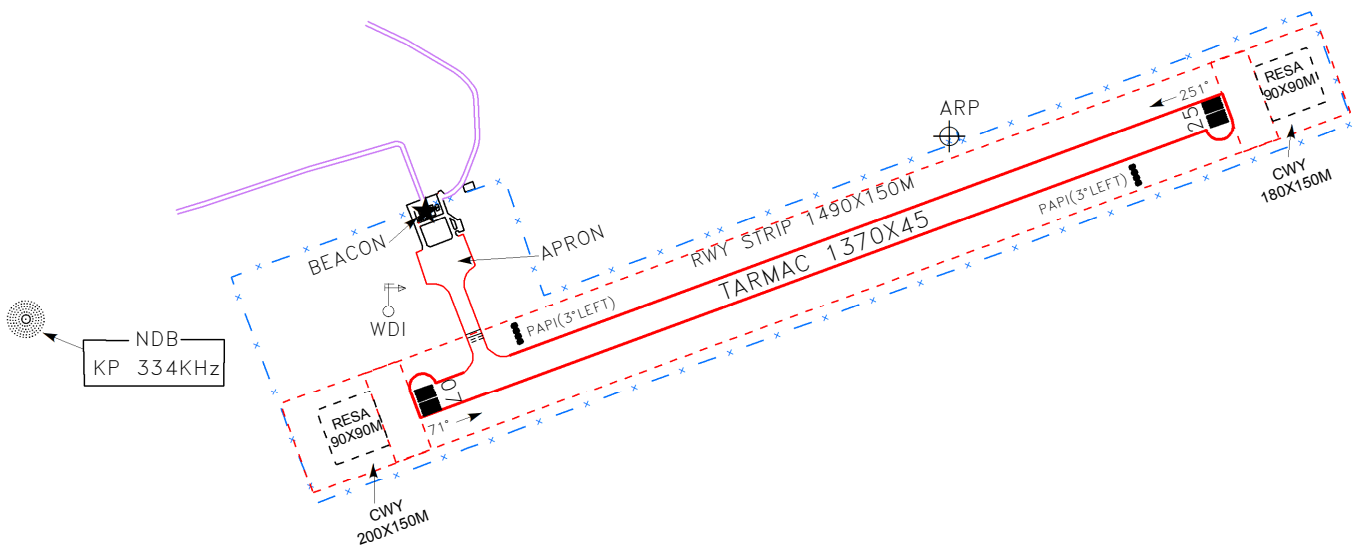 RESA
90X90M
251°
ARP
25
CWY
180X150M
PAPI(3°LEFT)
RWY STRIP 1490X150M
TARMAC 1370X45
BEACON
APRON
WDI
PAPI(3°LEFT)
NDB
KP 334KHz
07
71°
RESA
90X90M
CWY
200X150M